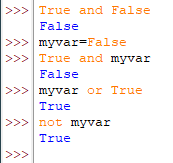 >>> True and False
False
>>> myvar=False
>>> True and myvar
False
>>> myvar or True
True
>>> not myvar
True
>>>